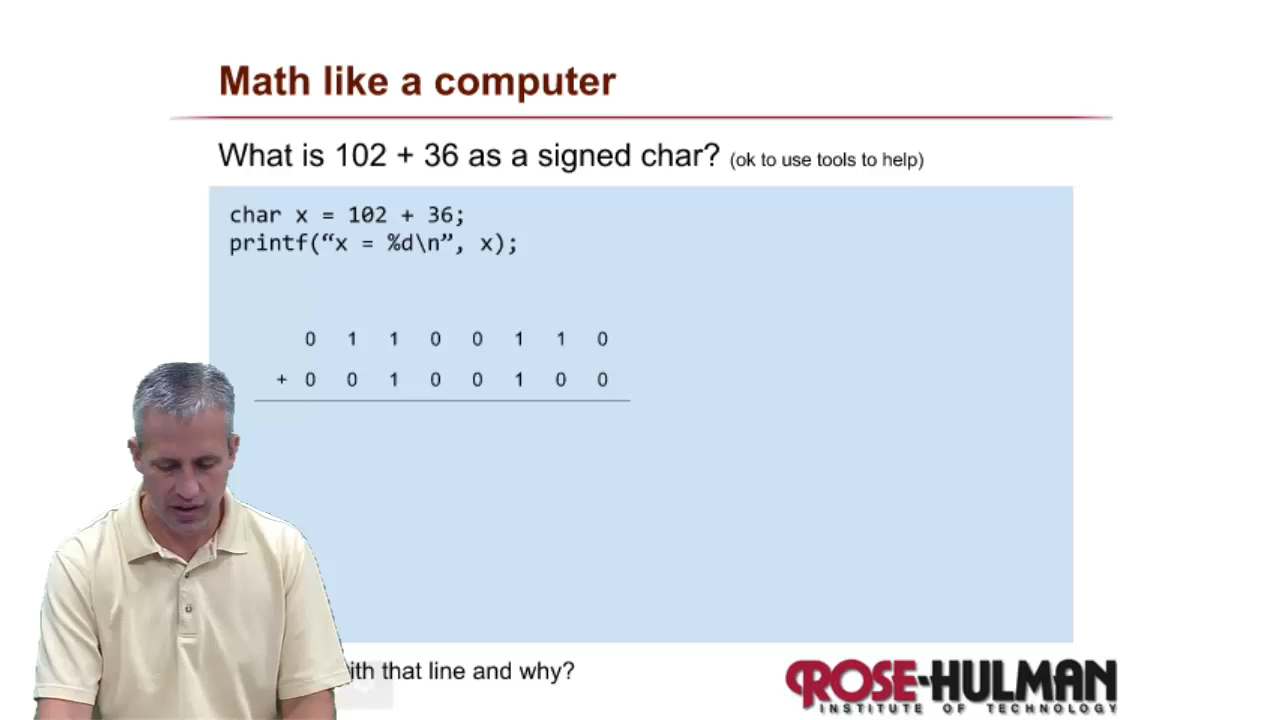 Math like a computer
What is 102 + 36 as a signed char? (ok to use tools to help)
char x = 102 + 36;
printf(“x = %d\n”, x);
0 1 1 0 0 1 1 0
+ 0 0 1 0 0 1 0 0
that line and why?
ROSE-HULMAN
INSTITUTE OF TECHNOLOGY